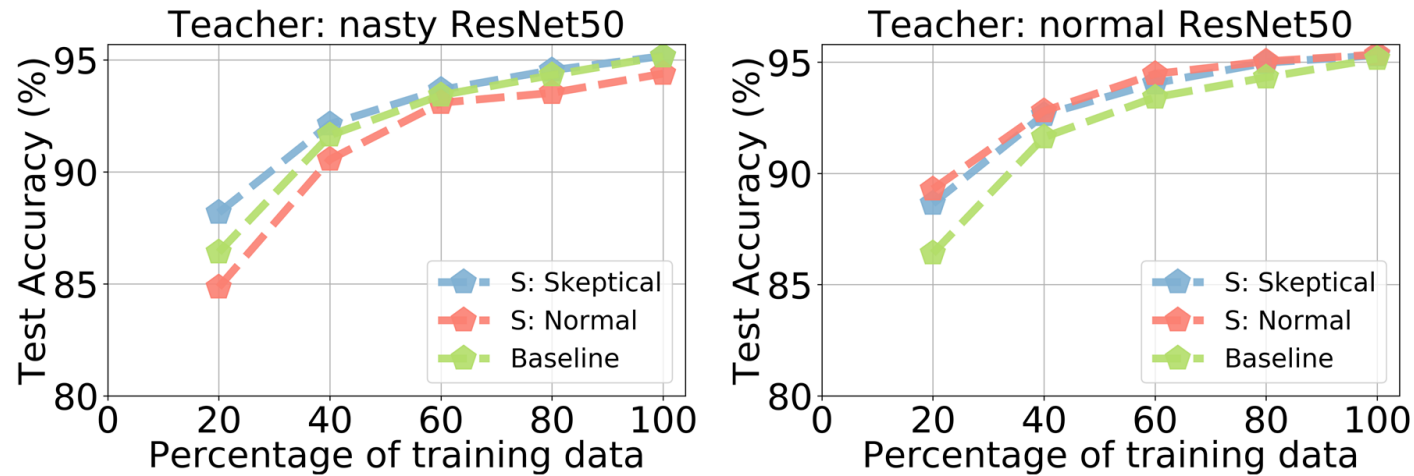 Teacher: nasty ResNet50
Test Accuracy (%)
95
90
85
80
0 20 40 60 80 100
Percentage of training data
S: Skeptical
S: Normal
Baseline
Teacher: normal ResNet50
Test Accuracy (%)
95
90
85
80
0 20 40 60 80 100
Percentage of training data
S: Skeptical
S: Normal
Baseline